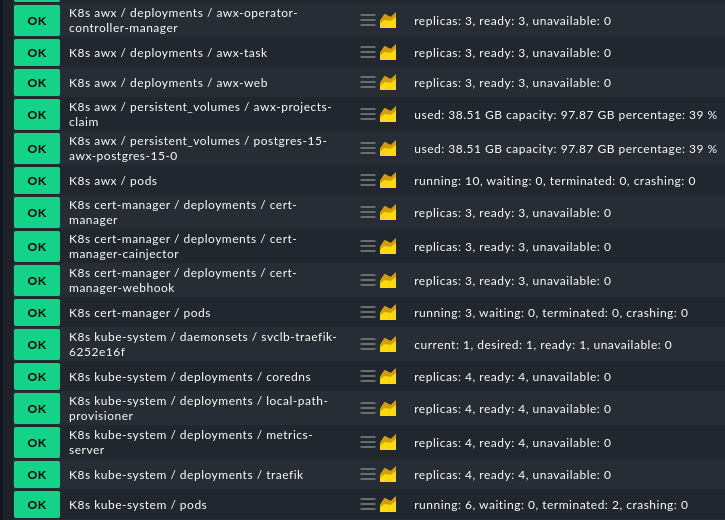 OK K8s awx / deployments / awx-operator-
controller-manager replicas: 3, ready: 3, unavailable: 0
OK K8s awx / deployments / awx-task replicas: 3, ready: 3, unavailable: 0
OK K8s awx / deployments / awx-web replicas: 3, ready: 3, unavailable: 0
OK K8s awx / persistent_volumes / awx-projects-
claim used: 38.51 GB capacity: 97.87 GB percentage: 39 %
OK K8s awx / persistent_volumes / postgres-15-
awx-postgres-15-0 used: 38.51 GB capacity: 97.87 GB percentage: 39 %
OK K8s awx / pods running: 10, waiting: 0, terminated: 0, crashing: 0
OK K8s cert-manager / deployments / cert-
manager replicas: 3, ready: 3, unavailable: 0
OK K8s cert-manager / deployments / cert-
manager-cainjector replicas: 3, ready: 3, unavailable: 0
OK K8s cert-manager / deployments / cert-
manager-webhook replicas: 3, ready: 3, unavailable: 0
OK K8s cert-manager / pods running: 3, waiting: 0, terminated: 0, crashing: 0
OK K8s kube-system / daemonsets / svclb-traefik-
6252e16f current: 1, desired: 1, ready: 1, unavailable: 0
OK K8s kube-system / deployments / coredns replicas: 4, ready: 4, unavailable: 0
OK K8s kube-system / deployments / local-path-
provisioner replicas: 4, ready: 4, unavailable: 0
OK K8s kube-system / deployments / metrics-
server replicas: 4, ready: 4, unavailable: 0
OK K8s kube-system / deployments / traefik replicas: 4, ready: 4, unavailable: 0
OK K8s kube-system / pods running: 6, waiting: 0, terminated: 2, crashing: 0